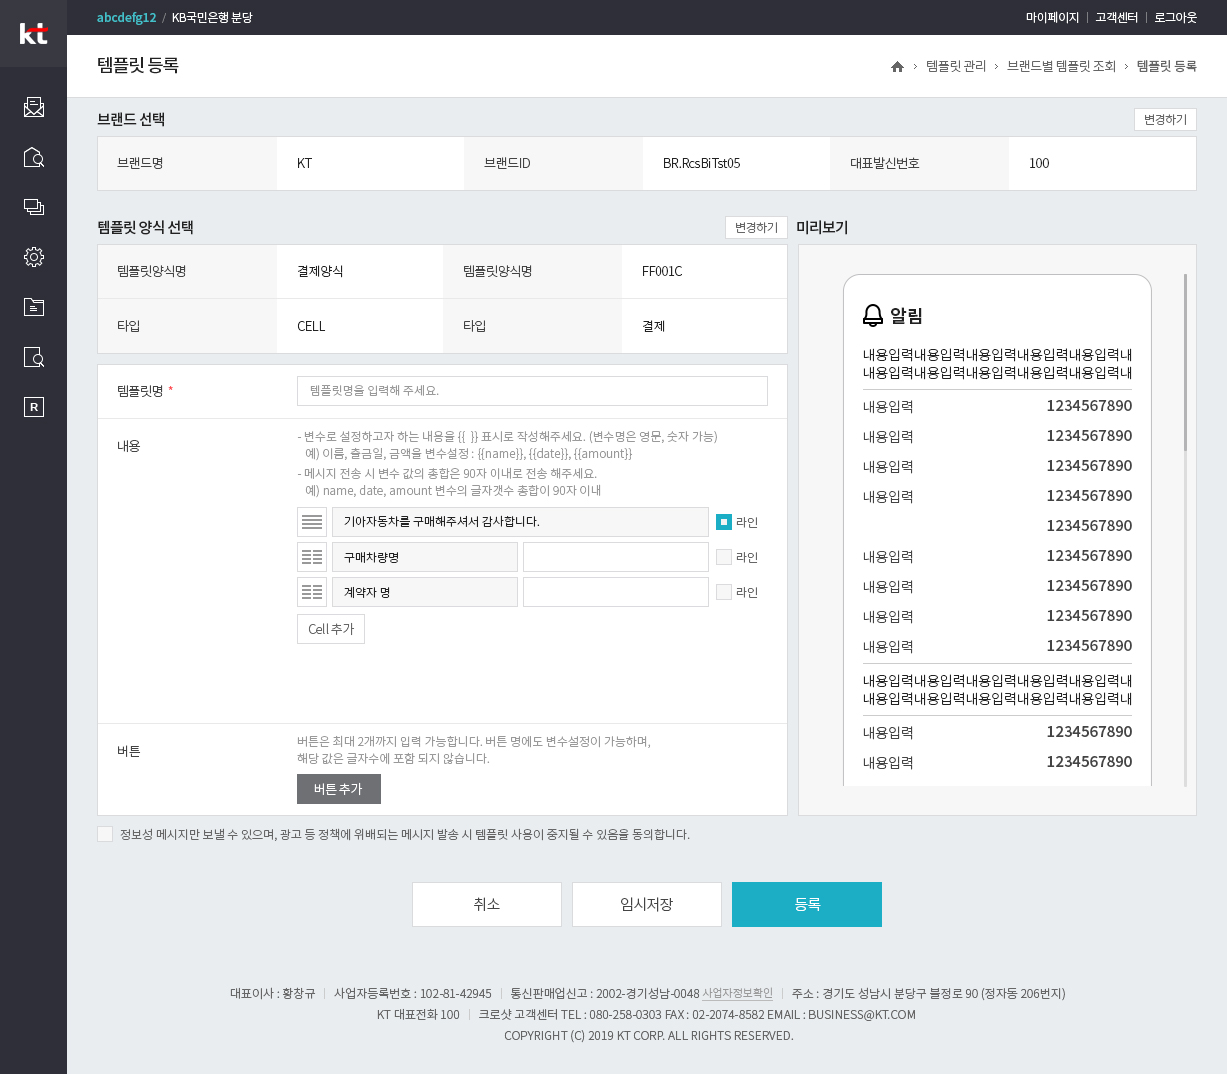 kt
abcdefg12 / KB국민은행 분당
마이페이지 | 고객센터 | 로그아웃
템플릿 등록
템플릿 관리 > 브랜드별 템플릿 조회 > 템플릿 등록
브랜드 선택
변경하기
브랜드명 KT 브랜드ID BR.RcsBiTst05 대표발신번호 100
템플릿 양식 선택
변경하기
템플릿양식명 결제양식 템플릿양식명 FF001C
타입 CELL 타입 결제
템플릿명 *
템플릿명을 입력해 주세요.
내용
- 변수로 설정하고자 하는 내용을 {{ }} 표시로 작성해주세요. (변수명은 영문, 숫자 가능)
예) 이름, 출금일, 금액을 변수설정 : {{name}}, {{date}}, {{amount}}
- 메시지 전송 시 변수 값의 총합은 90자 이내로 전송 해주세요.
예) name, date, amount 변수의 글자갯수 총합이 90자 이내
기아자동차를 구매해주셔서 감사합니다. 라인
구매차량명 라인
계약자 명 라인
Cell 추가
버튼
버튼은 최대 2개까지 입력 가능합니다. 버튼 명에도 변수설정이 가능하며,
해당 값은 글자수에 포함 되지 않습니다.
버튼 추가
미리보기
알림
내용입력내용입력내용입력내용입력내용입력내
내용입력내용입력내용입력내용입력내용입력내
내용입력 1234567890
내용입력 1234567890
내용입력 1234567890
내용입력 1234567890
1234567890
내용입력 1234567890
내용입력 1234567890
내용입력 1234567890
내용입력 1234567890
내용입력내용입력내용입력내용입력내용입력내
내용입력내용입력내용입력내용입력내용입력내
내용입력 1234567890
내용입력 1234567890
R
정보성 메시지만 보낼 수 있으며, 광고 등 정책에 위배되는 메시지 발송 시 템플릿 사용이 중지될 수 있음을 동의합니다.
취소
임시저장
등록
대표이사 : 황창규 | 사업자등록번호 : 102-81-42945 | 통신판매업신고 : 2002-경기성남-0048 사업자정보확인 | 주소 : 경기도 성남시 분당구 불정로 90 (정자동 206번지)
KT 대표전화 100 | 크로샷 고객센터 TEL : 080-258-0303 FAX : 02-2074-8582 EMAIL : BUSINESS@KT.COM
COPYRIGHT (C) 2019 KT CORP. ALL RIGHTS RESERVED.